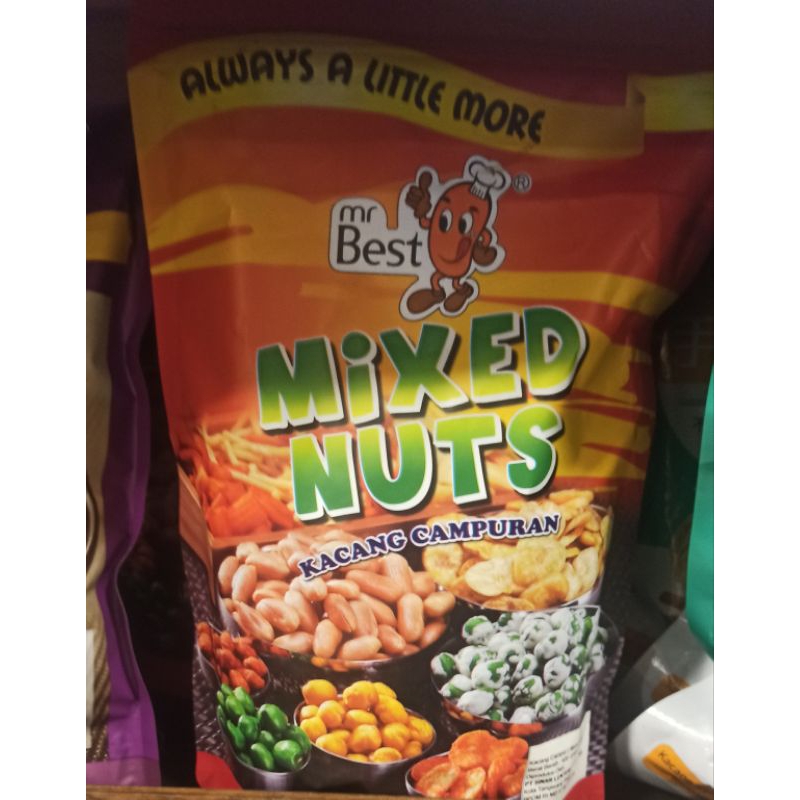 ALWAYS A LITTLE MORE
mr
Best
®
MiXED
NUTS
KACANG CAMPURAN